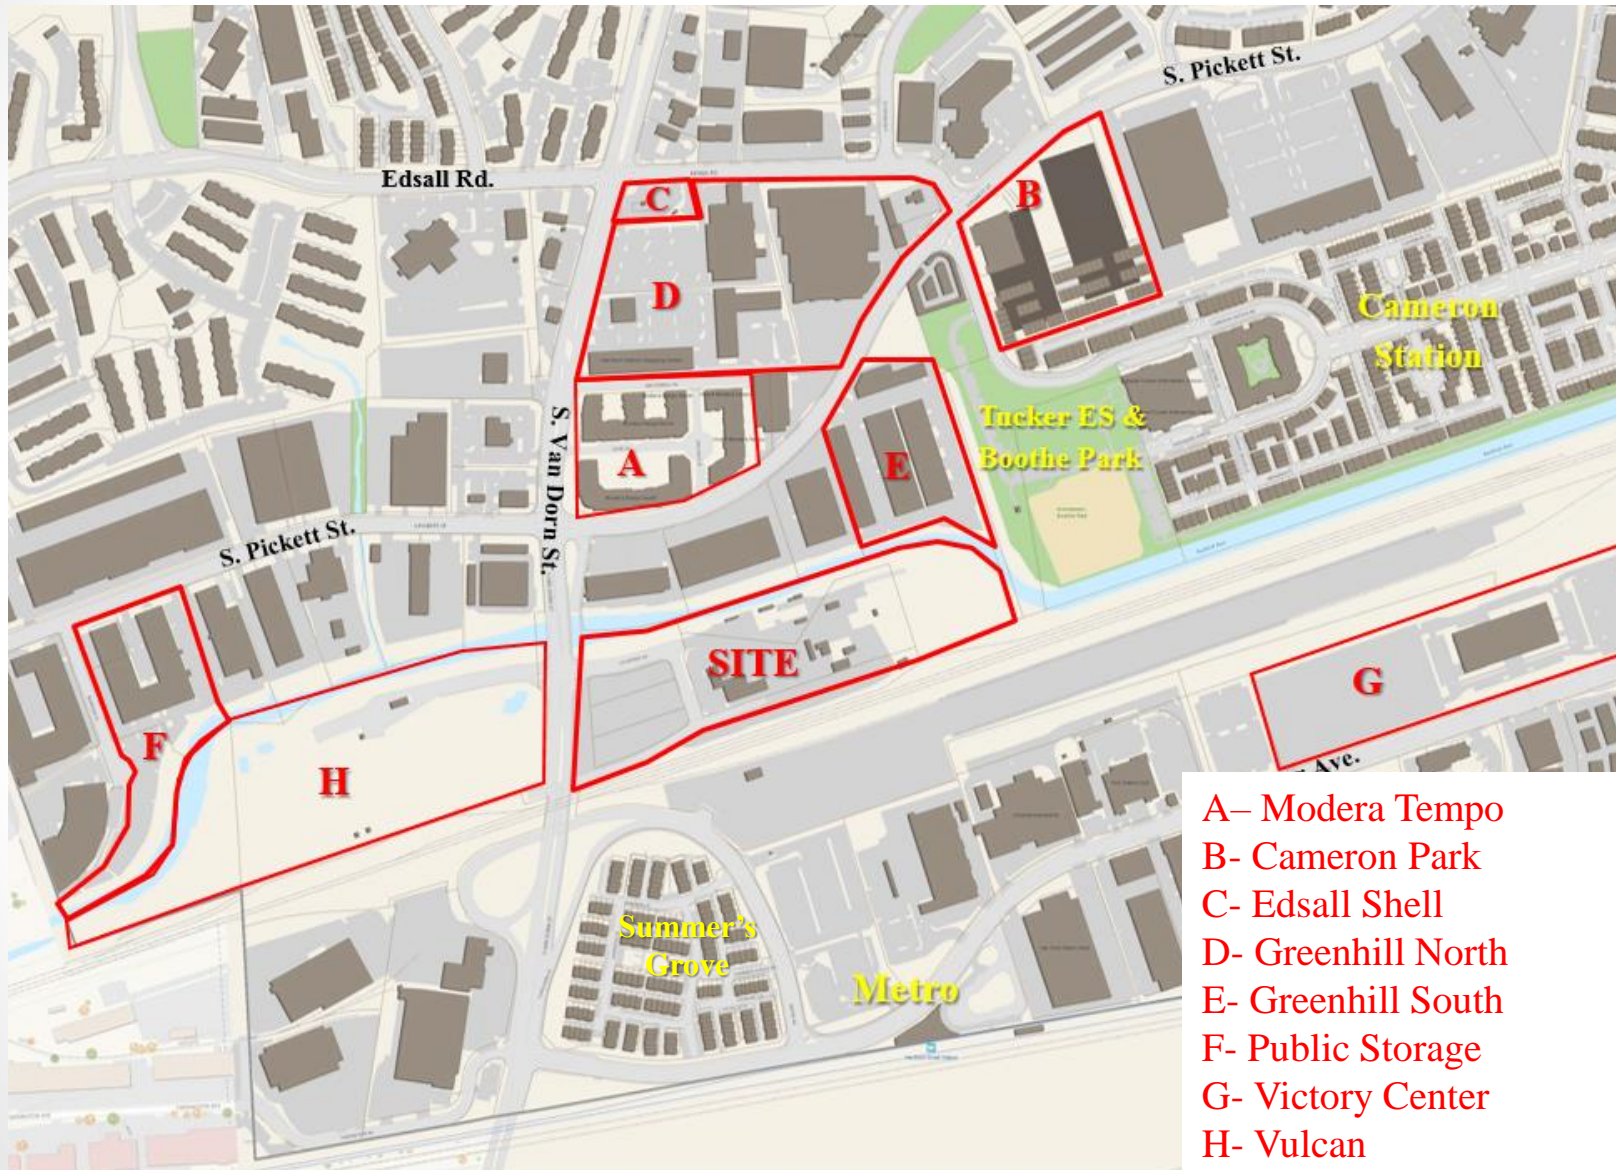 S. Pickett St.
Edsall Rd.
C
B
D
Cameron
Station
Tucker ES &
Boothe Park
S. Van Dorn St.
A
E
S. Pickett St.
SITE
G
F
H
Ave.
Summer's
Grove
Metro
A– Modera Tempo
B- Cameron Park
C- Edsall Shell
D- Greenhill North
E- Greenhill South
F- Public Storage
G- Victory Center
H- Vulcan